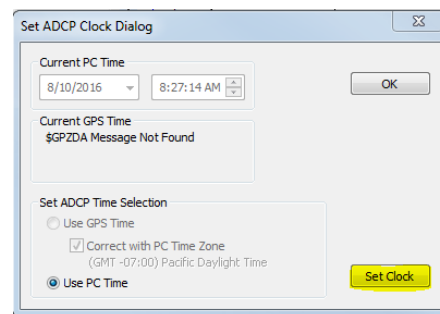 Set ADCP Clock Dialog
Current PC Time
8/10/2016
8:27:14 AM
OK
Current GPS Time
$GPZDA Message Not Found
Set ADCP Time Selection
Use GPS Time
Correct with PC Time Zone
(GMT -07:00) Pacific Daylight Time
Use PC Time
Set Clock